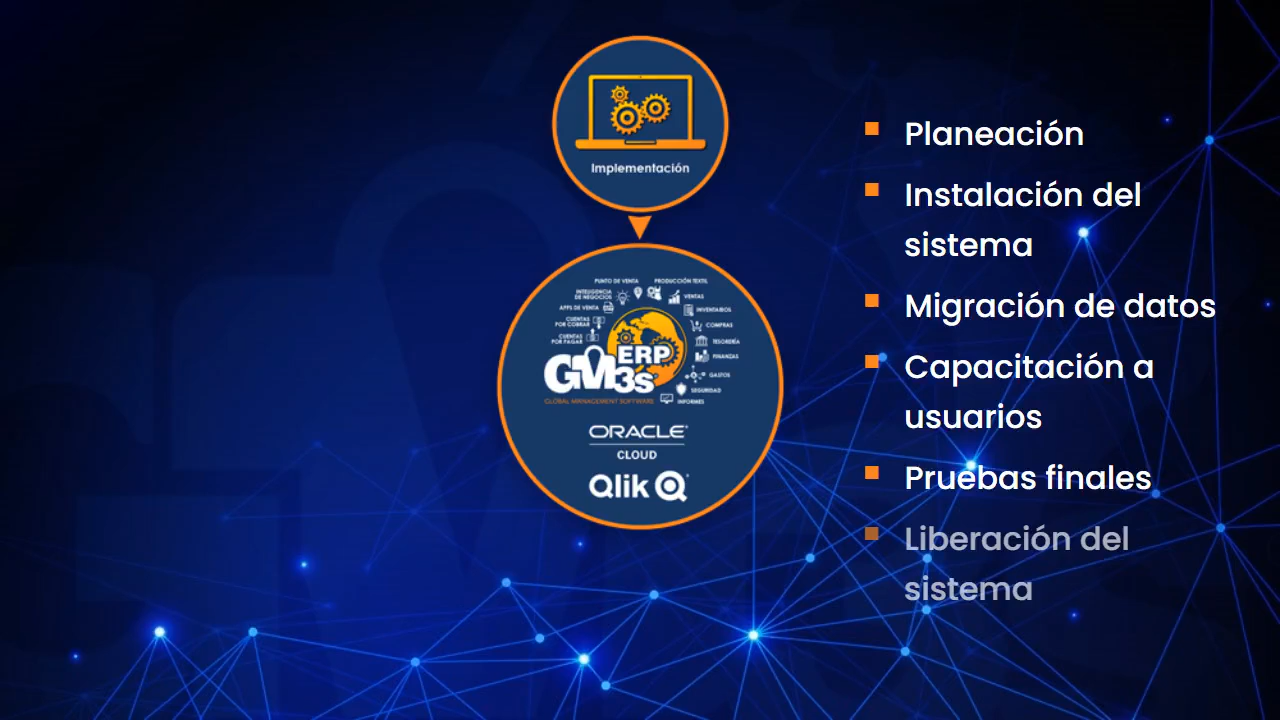 Implementación
PUNTO DE VENTA
PRODUCCIÓN TEXTIL
INTELIGENCIA
DE NEGOCIOS
VENTAS
APPS DE VENTA
INVENTARIOS
CUENTAS
POR COBRAR
COMPRAS
CUENTAS
POR PAGAR
TESORERÍA
FINANZAS
GASTOS
SEGURIDAD
INFORMES
ERP
GM3s
GLOBAL MANAGEMENT SOFTWARE
ORACLE
CLOUD
Qlik
Planeación
Instalación del
sistema
Migración de datos
Capacitación a
usuarios
Pruebas finales
Liberación del
sistema